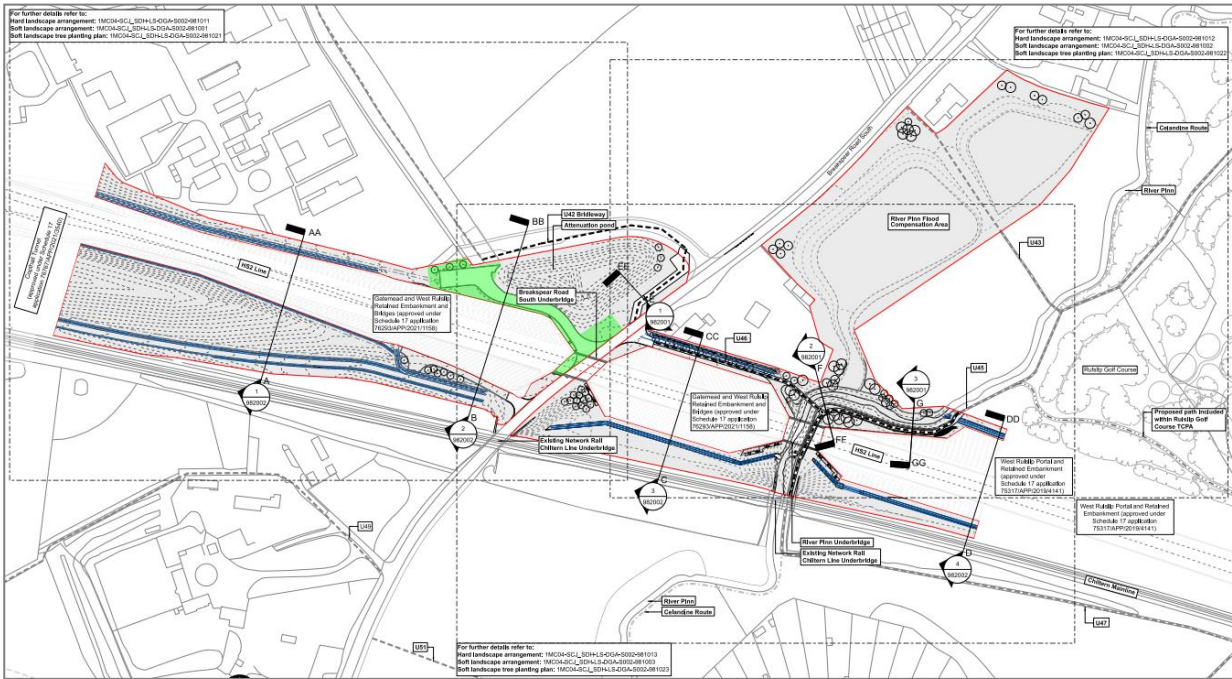 For further details refer to:
Hard landscape arrangement: 1MC04-SCJ_SDH-LS-DGA-S002-981011
Soft landscape arrangement: 1MC04-SCJ_SDH-LS-DGA-S002-981001
Soft landscape tree planting plan: 1MC04-SCJ_SDH-LS-DGA-S002-981021
For further details refer to:
Hard landscape arrangement: 1MC04-SCJ_SDH-LS-DGA-S002-981012
Soft landscape arrangement: 1MC04-SCJ_SDH-LS-DGA-S002-981002
Soft landscape tree planting plan: 1MC04-SCJ_SDH-LS-DGA-S002-981022
Celandine Route
River Pinn
Breakspear Road South
U42 Bridleway
Attenuation pond
BB
AA
EE
River Pinn Flood
Compensation Area
U43
Copthall Tunnel
(approved under Schedule 17
application 76767/APP/2021/3540)
HS2 Line
Gatemead and West Ruislip
Retained Embankment and
Bridges (approved under
Schedule 17 application
76293/APP/2021/1158)
Breakspear Road
South Underbridge
1
982001
CC
U46
2
982001
F
3
982001
G
U45
Ruislip Golf Course
A
1
982002
B
2
982002
Gatemead and West Ruislip
Retained Embankment and
Bridges (approved under
Schedule 17 application
76293/APP/2021/1158)
DD
Proposed path included
within Ruislip Golf
Course TCPA
Existing Network Rail
Chiltern Line Underbridge
FF
HS2 Line
GG
West Ruislip Portal and
Retained Embankment
(approved under
Schedule 17 application
75317/APP/2019/4141)
C
3
982002
West Ruislip Portal and Retained
Embankment (approved under
Schedule 17 application
75317/APP/2019/4141)
U49
River Pinn Underbridge
Existing Network Rail
Chiltern Line Underbridge
D
4
982002
Chiltern Mainline
River Pinn
Celandine Route
U47
U51
For further details refer to:
Hard landscape arrangement: 1MC04-SCJ_SDH-LS-DGA-S002-981013
Soft landscape arrangement: 1MC04-SCJ_SDH-LS-DGA-S002-981003
Soft landscape tree planting plan: 1MC04-SCJ_SDH-LS-DGA-S002-981023